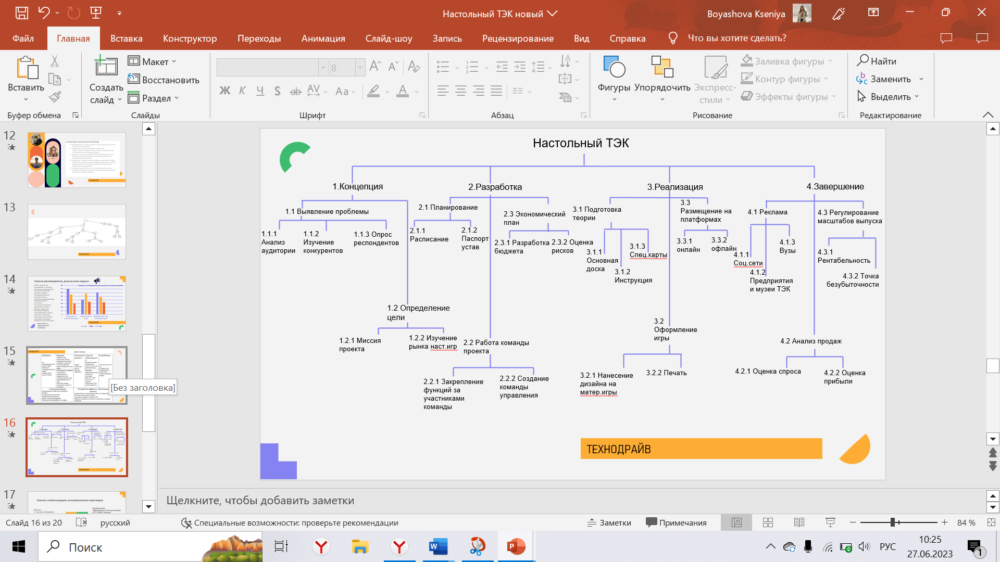 Настольный ТЭК новый
Boyashova Kseniya
Файл
Главная
Вставка
Конструктор
Переходы
Анимация
Слайд-шоу
Запись
Рецензирование
Вид
Справка
Что вы хотите сделать?
Вставить
Буфер обмена
Создать
слайд
Макет
Восстановить
Раздел
Слайды
8
Ж К Ч S ab AV Aa A
Шрифт
Абзац
Фигуры
Упорядочить
Экспресс-
стили
Заливка фигуры
Контур фигуры
Эффекты фигуры
Рисование
Найти
Заменить
Выделить
Редактирование
12
13
14
Список респондентов, результаты опроса
15
[Без заголовка]
16
17
Список стейкхолдеров, потенциальных партнеров
Настольный ТЭК
1.Концепция
2.Разработка
3.Реализация
4.Завершение
1.1 Выявление проблемы
1.1.1
Анализ
аудитории
1.1.2
Изучение
конкурентов
1.1.3 Опрос
респондентов
1.2 Определение
цели
1.2.1 Миссия
проекта
1.2.2 Изучение
рынка наст.игр
2.1 Планирование
2.1.1
Расписание
2.1.2
Паспорт
устав
2.3 Экономический
план
2.3.1 Разработка
бюджета
2.3.2 Оценка
рисков
2.2 Работа команды
проекта
2.2.1 Закрепление
функций за
участниками
команды
2.2.2 Создание
команды
управления
3.1 Подготовка
теории
3.1.1
Основная
доска
3.1.2
Инструкция
3.1.3
Спец.карты
3.3
Размещение на
платформах
3.3.1
онлайн
3.3.2
офлайн
3.2
Оформление
игры
3.2.1 Нанесение
дизайна на
матер.игры
3.2.2 Печать
4.1 Реклама
4.1.1
Соц.сети
4.1.2
Предприятия
и музеи ТЭК
4.1.3
Вузы
4.3 Регулирование
масштабов выпуска
4.3.1
Рентабельность
4.3.2 Точка
безубыточности
4.2 Анализ продаж
4.2.1 Оценка спроса
4.2.2 Оценка
прибыли
ТЕХНОДРАЙВ
Щелкните, чтобы добавить заметки
Слайд 16 из 20
русский
Специальные возможности: проверьте рекомендации
Заметки
Примечания
84 %
Поиск
РУС
10:25
27.06.2023
1